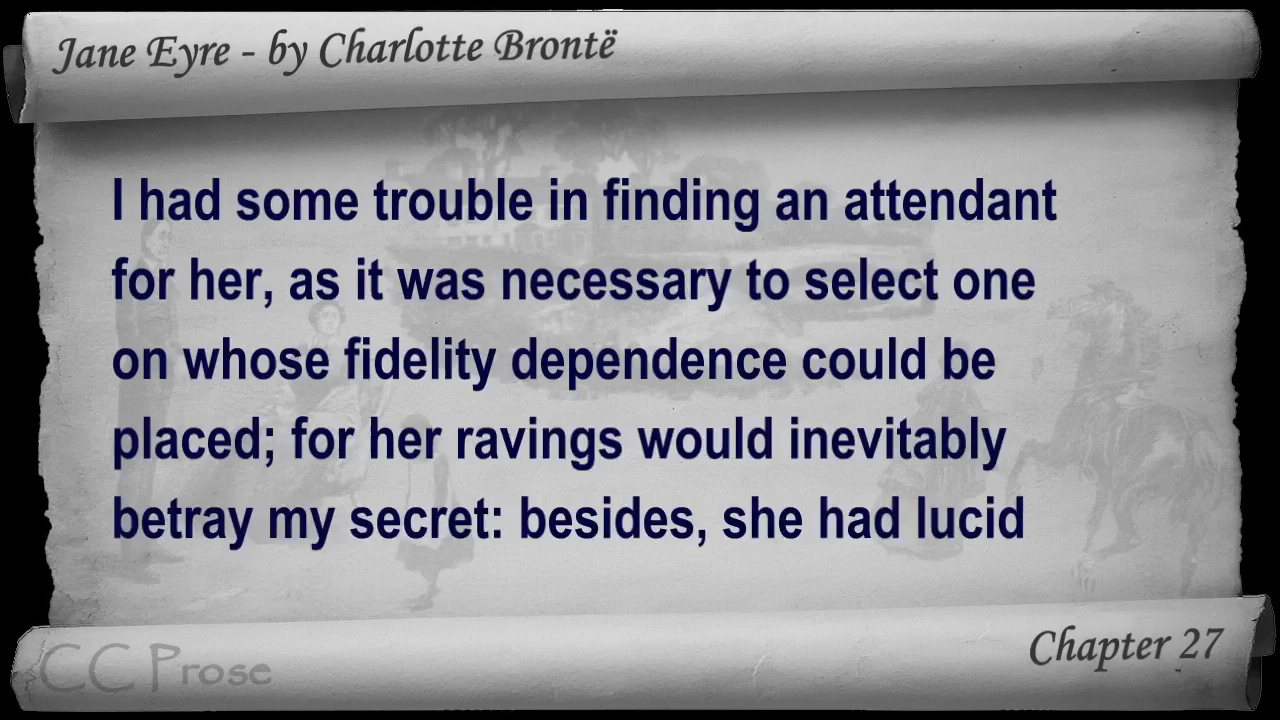 Jane Eyre - by Charlotte Brontë
I had some trouble in finding an attendant
for her, as it was necessary to select one
on whose fidelity dependence could be
placed; for her ravings would inevitably
betray my secret: besides, she had lucid
Chapter 27
CC Prose